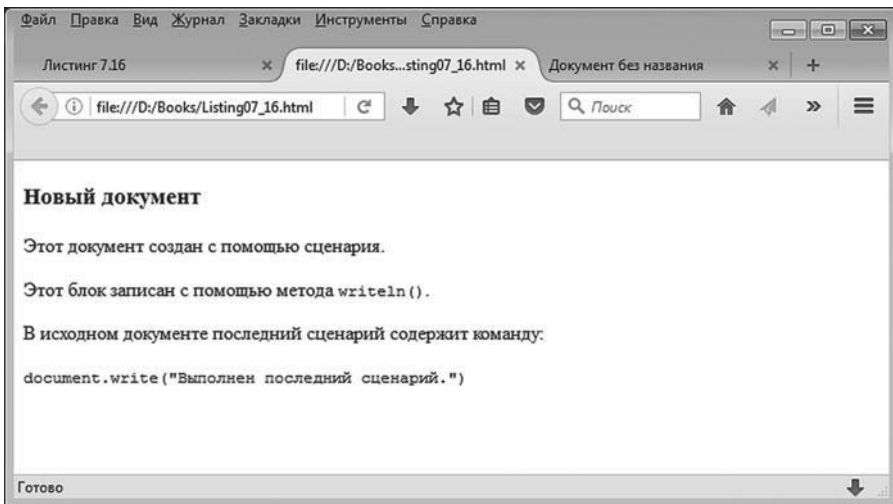 Файл Правка Вид Журнал Закладки Инструменты Справка
Листинг 7.16
file:///D:/Books...sting07_16.html
Документ без названия
file:///D:/Books/Listing07_16.html
Поиск
Новый документ
Этот документ создан с помощью сценария.
Этот блок записан с помощью метода writeln().
В исходном документе последний сценарий содержит команду:
document.write("Выполнен последний сценарий.")
Готово